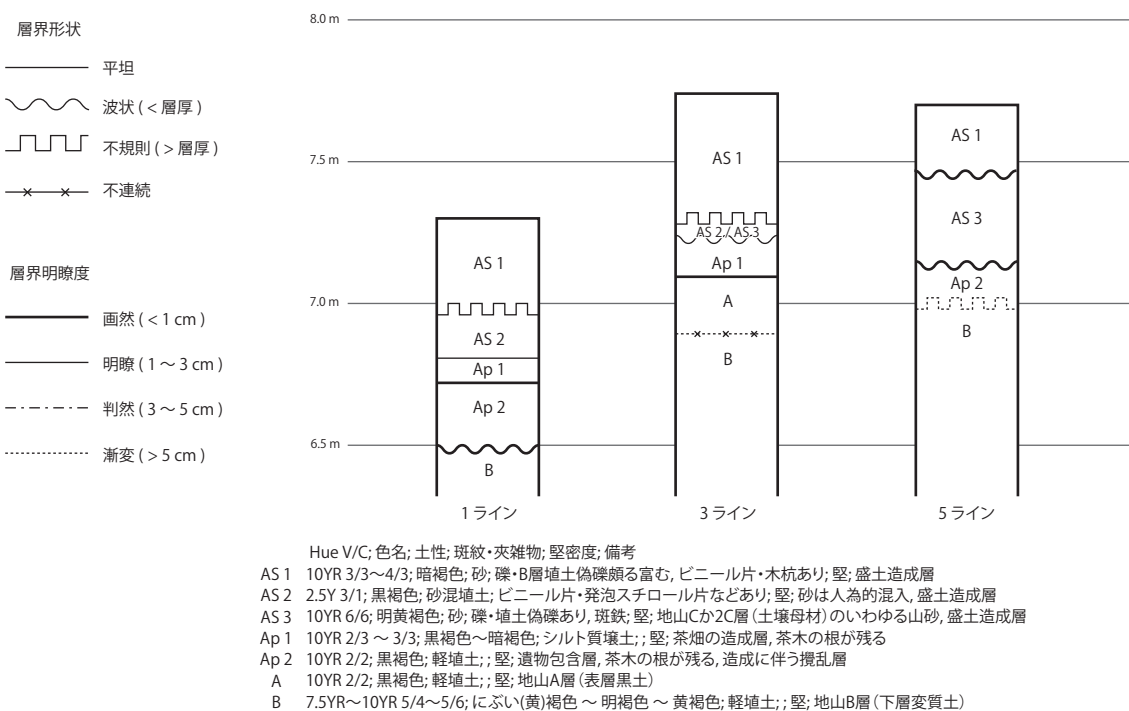 層界形状
平坦
波状 ( < 層厚 )
不規則 ( > 層厚 )
不連続
層界明瞭度
画然 ( < 1 cm )
明瞭 ( 1 〜 3 cm )
判然 ( 3 〜 5 cm )
漸変 ( > 5 cm )
8.0 m
7.5 m
7.0 m
6.5 m
AS 1
AS 2
Ap 1
Ap 2
B
1 ライン
AS 1
AS 2 / AS 3
Ap 1
A
B
3 ライン
AS 1
AS 3
Ap 2
B
5 ライン
Hue V/C; 色名; 土性; 斑紋・夾雑物; 堅密度; 備考
AS 1 10YR 3/3〜4/3; 暗褐色; 砂; 礫・B層埴土偽礫頗る富む, ビニール片・木杭あり; 堅; 盛土造成層
AS 2 2.5Y 3/1; 黒褐色; 砂混埴土; ビニール片・発泡スチロール片などあり; 堅; 砂は人為的混入, 盛土造成層
AS 3 10YR 6/6; 明黄褐色; 砂; 礫・埴土偽礫あり, 斑鉄; 堅; 地山Cか2C層 (土壌母材) のいわゆる山砂, 盛土造成層
Ap 1 10YR 2/3 〜 3/3; 黒褐色〜暗褐色; シルト質壌土; ; 堅; 茶畑の造成層, 茶木の根が残る
Ap 2 10YR 2/2; 黒褐色; 軽埴土; ; 堅; 遺物包含層, 茶木の根が残る, 造成に伴う攪乱層
A 10YR 2/2; 黒褐色; 軽埴土; ; 堅; 地山A層 (表層黒土)
B 7.5YR〜10YR 5/4〜5/6; にぶい(黄)褐色 〜 明褐色 〜 黄褐色; 軽埴土; ; 堅; 地山B層 (下層変質土)